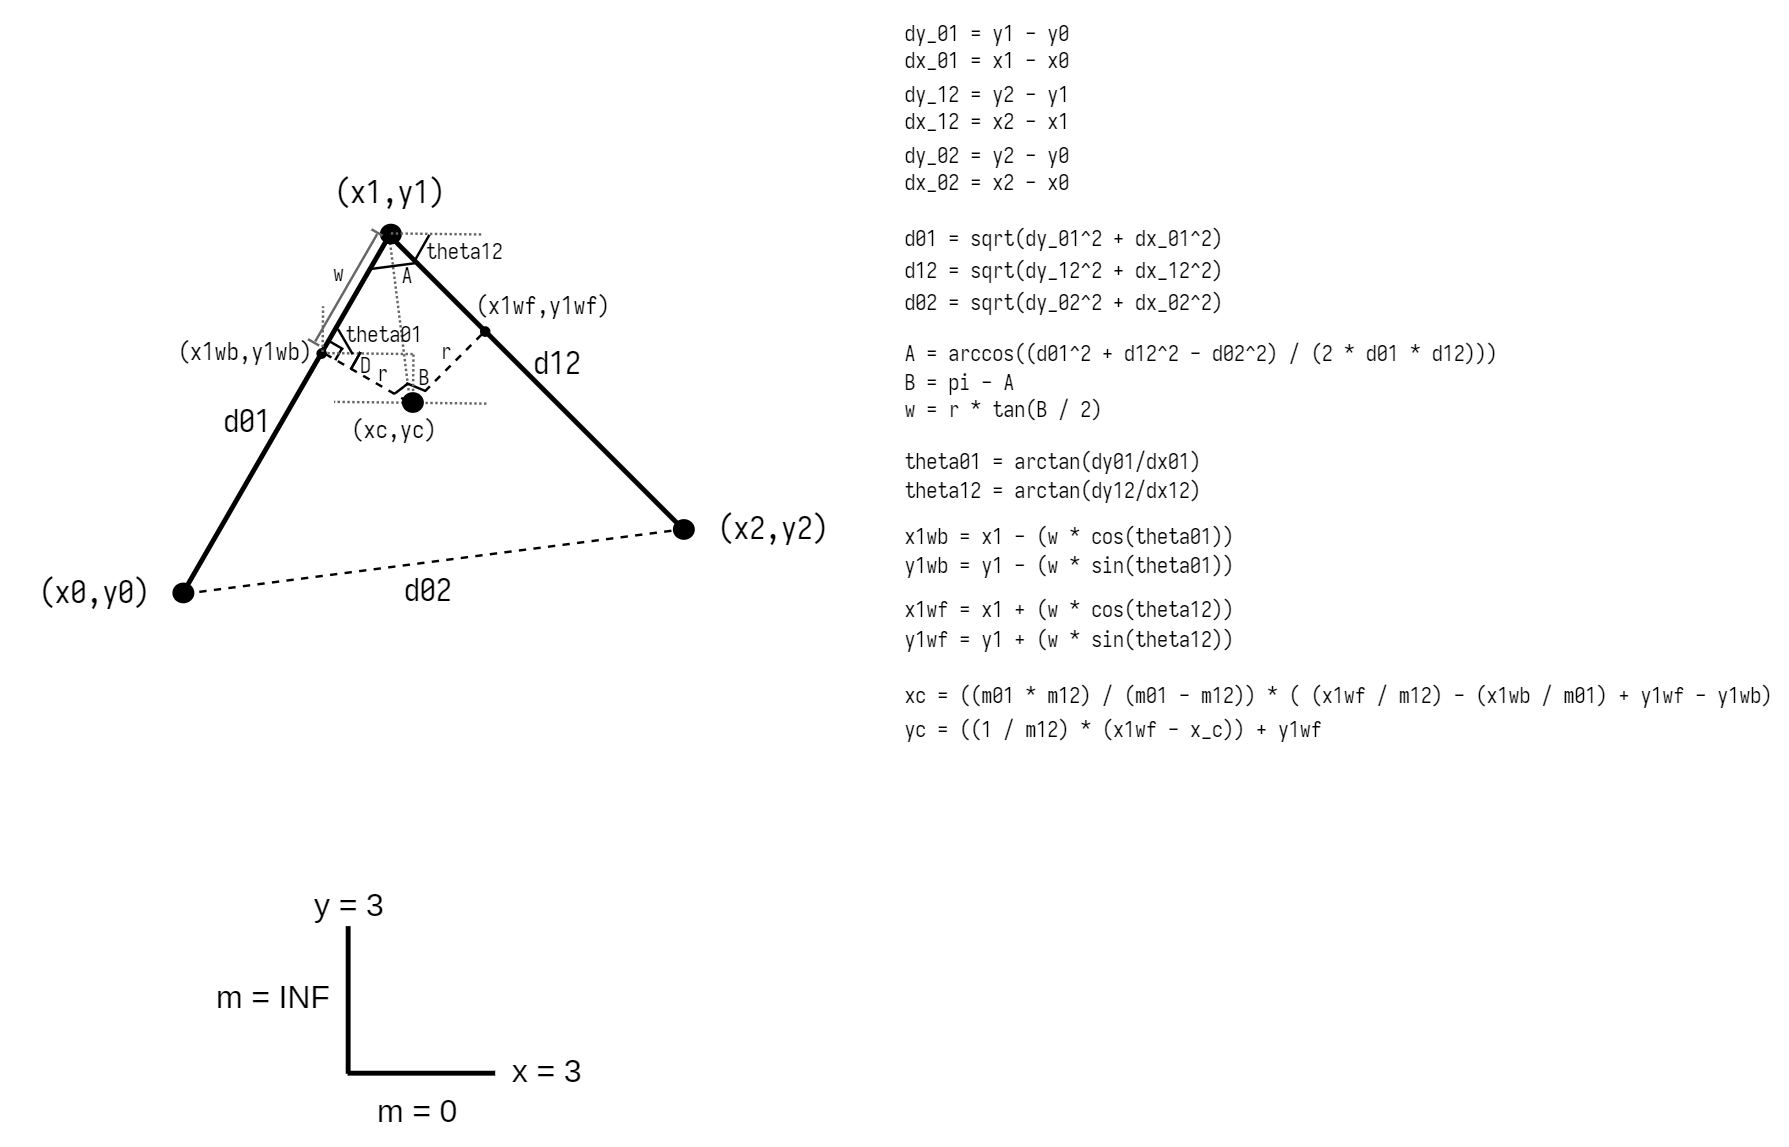 (x1,y1)
theta12
w
A
(x1wf,y1wf)
theta01
(x1wb,y1wb)
r
D
r
B
d12
d01
(xc,yc)
(x2,y2)
(x0,y0)
d02
y = 3
m = INF
x = 3
m = 0
dy_01 = y1 - y0
dx_01 = x1 - x0
dy_12 = y2 - y1
dx_12 = x2 - x1
dy_02 = y2 - y0
dx_02 = x2 - x0
d01 = sqrt(dy_01^2 + dx_01^2)
d12 = sqrt(dy_12^2 + dx_12^2)
d02 = sqrt(dy_02^2 + dx_02^2)
A = arccos((d01^2 + d12^2 - d02^2) / (2 * d01 * d12)))
B = pi - A
w = r * tan(B / 2)
theta01 = arctan(dy01/dx01)
theta12 = arctan(dy12/dx12)
x1wb = x1 - (w * cos(theta01))
y1wb = y1 - (w * sin(theta01))
x1wf = x1 + (w * cos(theta12))
y1wf = y1 + (w * sin(theta12))
xc = ((m01 * m12) / (m01 - m12)) * ( (x1wf / m12) - (x1wb / m01) + y1wf - y1wb)
yc = ((1 / m12) * (x1wf - x_c)) + y1wf